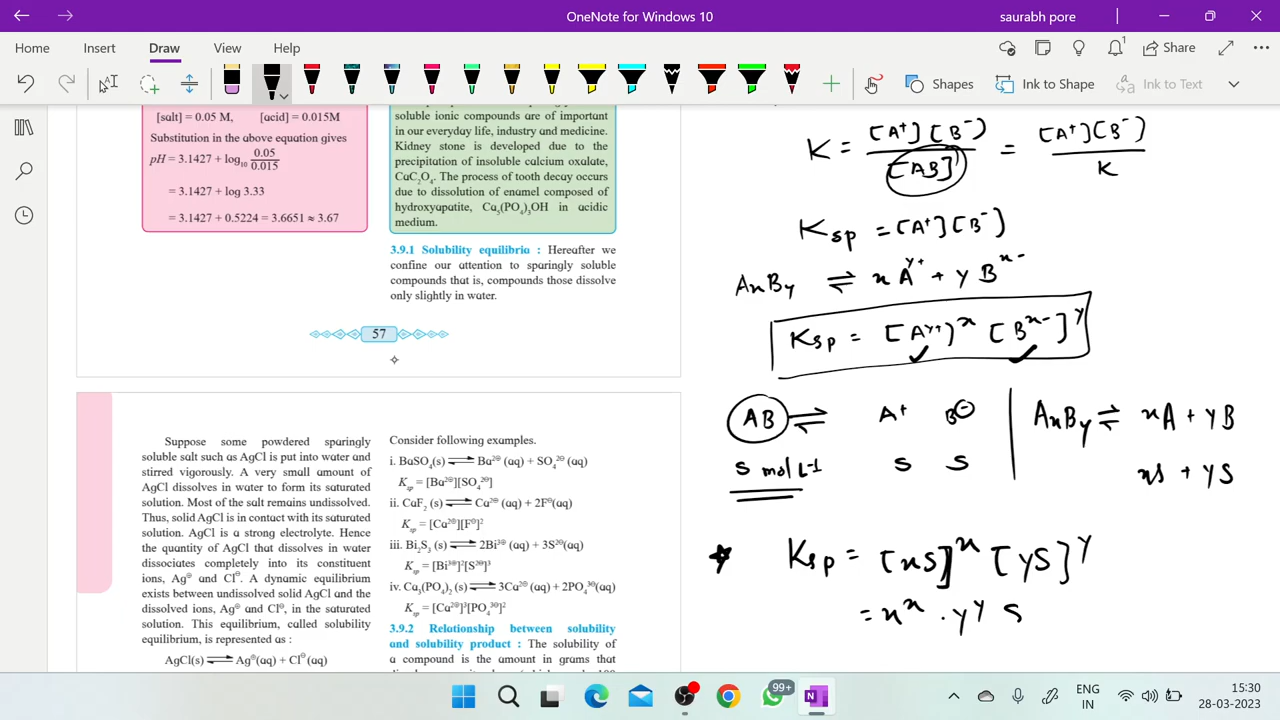 OneNote for Windows 10
saurabh pore
Home Insert Draw View Help
Share
Shapes
Ink to Shape
Ink to Text
[salt] = 0.05 M, [acid] = 0.015M
Substitution in the above equation gives
pH = 3.1427 + log₁₀ 0.05/0.015
= 3.1427 + log 3.33
= 3.1427 + 0.5224 = 3.6651 ≈ 3.67
soluble ionic compounds are of important
in our everyday life, industry and medicine.
Kidney stone is developed due to the
precipitation of insoluble calcium oxalate,
CaC₂O₄. The process of tooth decay occurs
due to dissolution of enamel composed of
hydroxyapatite, Ca₅(PO₄)₃OH in acidic
medium.
3.9.1 Solubility equilibria : Hereafter we
confine our attention to sparingly soluble
compounds that is, compounds those dissolve
only slightly in water.
57
Suppose some powdered sparingly
soluble salt such as AgCl is put into water and
stirred vigorously. A very small amount of
AgCl dissolves in water to form its saturated
solution. Most of the salt remains undissolved.
Thus, solid AgCl is in contact with its saturated
solution. AgCl is a strong electrolyte. Hence
the quantity of AgCl that dissolves in water
dissociates completely into its constituent
ions, Ag⊕ and Cl⊖. A dynamic equilibrium
exists between undissolved solid AgCl and the
dissolved ions, Ag⊕ and Cl⊖, in the saturated
solution. This equilibrium, called solubility
equilibrium, is represented as :
AgCl(s) ⇌ Ag⊕(aq) + Cl⊖(aq)
Consider following examples.
i. BaSO₄(s) ⇌ Ba²⊕ (aq) + SO₄²⊖ (aq)
Ksp = [Ba²⊕][SO₄²⊖]
ii. CaF₂ (s) ⇌ Ca²⊕ (aq) + 2F⊖(aq)
Ksp = [Ca²⊕][F⊖]²
iii. Bi₂S₃ (s) ⇌ 2Bi³⊕ (aq) + 3S²⊖(aq)
Ksp = [Bi³⊕]²[S²⊖]³
iv. Ca₃(PO₄)₂ (s) ⇌ 3Ca²⊕(aq) + 2PO₄³⊖(aq)
Ksp = [Ca²⊕]³[PO₄³⊖]²
3.9.2 Relationship between solubility
and solubility product : The solubility of
a compound is the amount in grams that
K = [A⁺][B⁻]/[AB] = [A⁺][B⁻]/K
Ksp = [A⁺][B⁻]
AxBy ⇌ xA^y+ + yB^x-
Ksp = [A^y+]^x [B^x-]^y
AB ⇌ A⁺ B⊖
S mol L⁻¹ S S
AxBy ⇌ xA + yB
xS + yS
★ Ksp = [xS]^x [yS]^y
= x^x . y^y S
99+
ENG
IN
15:30
28-03-2023